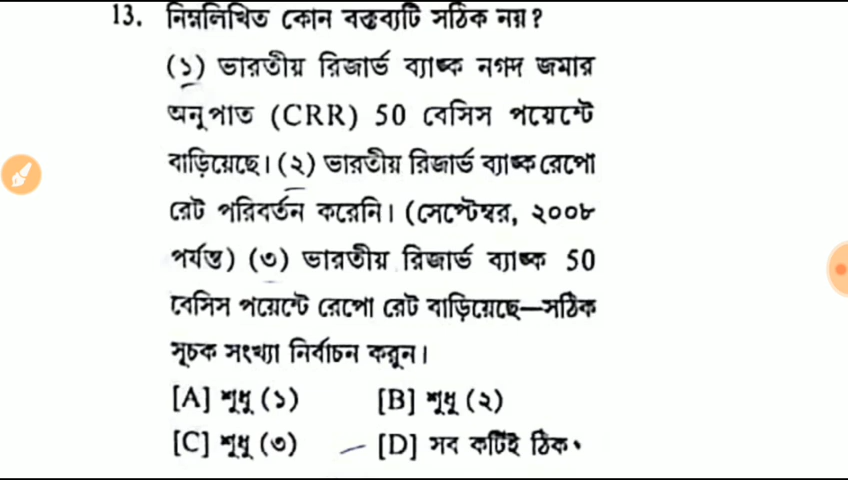 13. নিম্নলিখিত কোন বক্তব্যটি সঠিক নয়?
(১) ভারতীয় রিজার্ভ ব্যাঙ্ক নগদ জমার
অনুপাত (CRR) 50 বেসিস পয়েন্টে
বাড়িয়েছে। (২) ভারতীয় রিজার্ভ ব্যাঙ্ক রেপো
রেট পরিবর্তন করেনি। (সেপ্টেম্বর, ২০০৮
পর্যন্ত) (৩) ভারতীয় রিজার্ভ ব্যাঙ্ক 50
বেসিস পয়েন্টে রেপো রেট বাড়িয়েছে—সঠিক
সূচক সংখ্যা নির্বাচন করুন।
[A] শুধু (১) [B] শুধু (২)
[C] শুধু (৩) [D] সব কটিই ঠিক